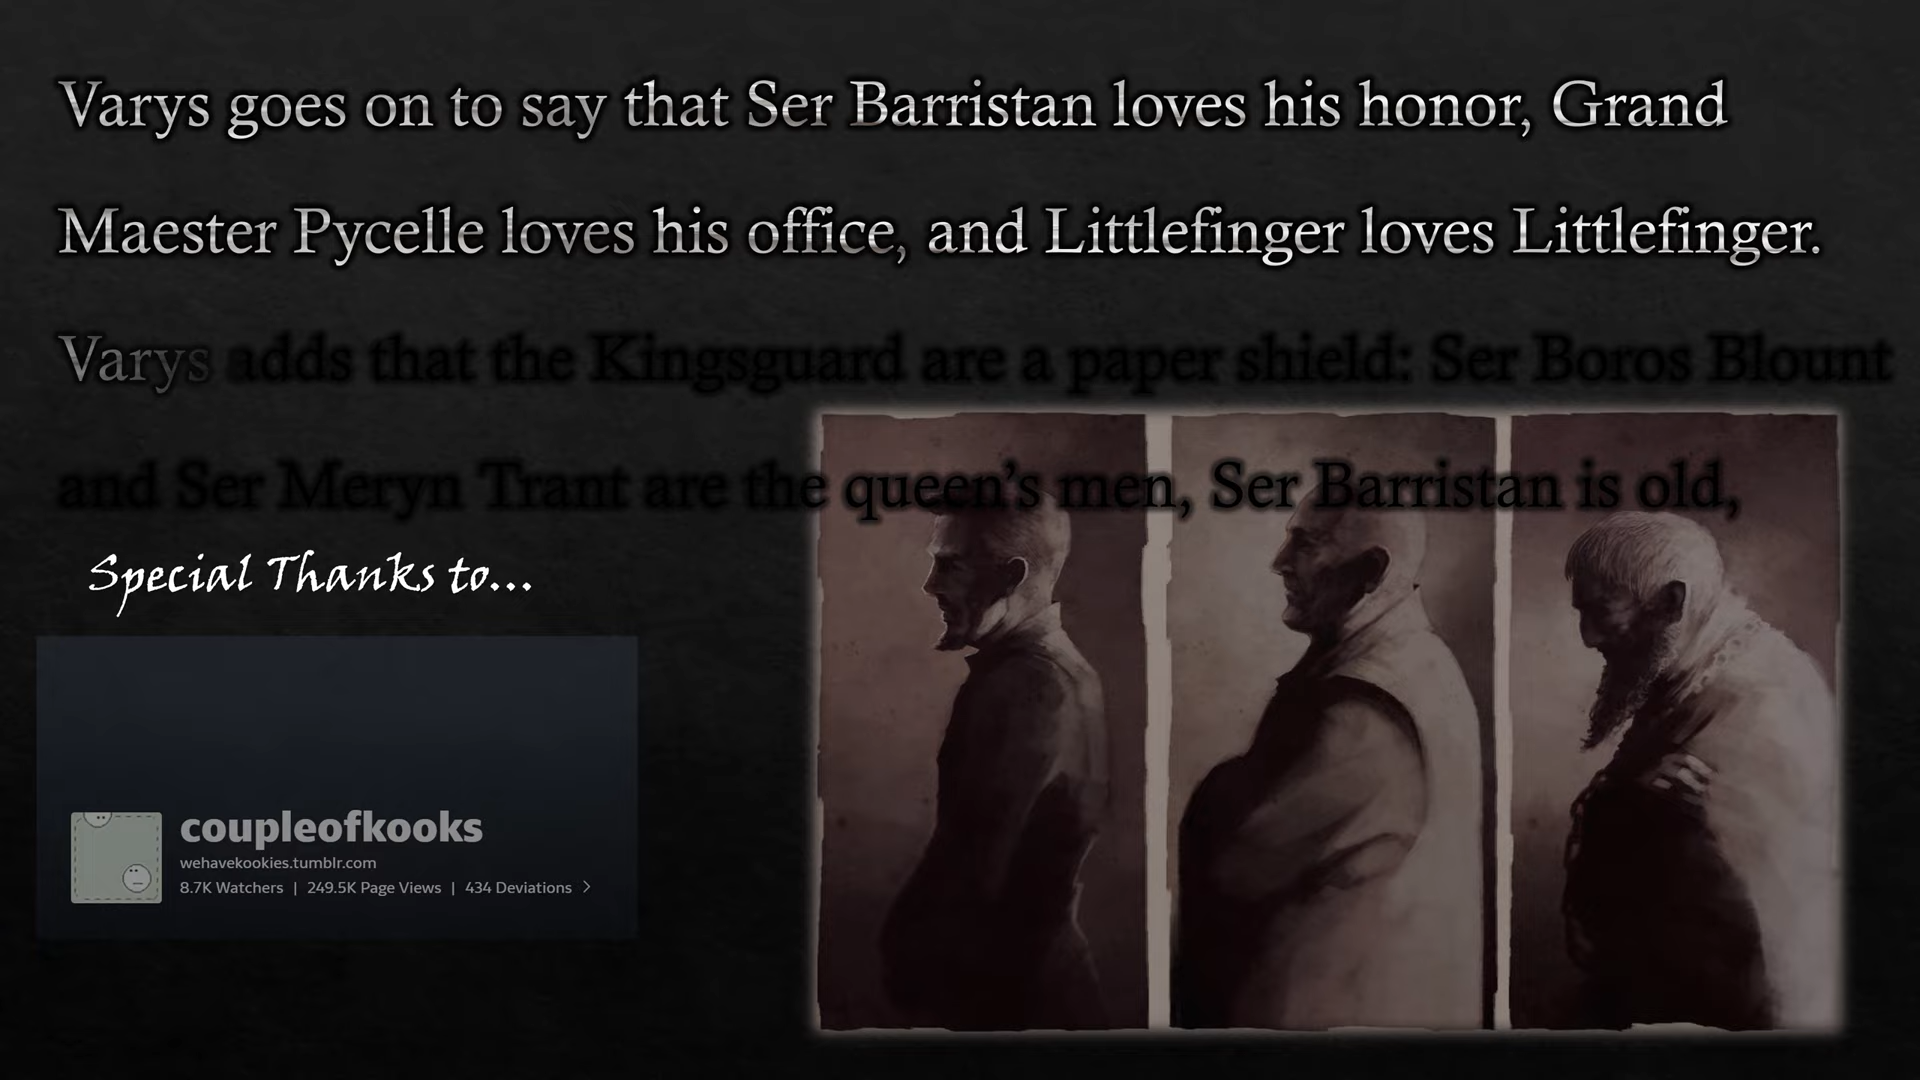 Varys goes on to say that Ser Barristan loves his honor, Grand
Maester Pycelle loves his office, and Littlefinger loves Littlefinger.
Varys adds that the Kingsguard are a paper shield: Ser Boros Blount
and Ser Meryn Trant are the queen’s men, Ser Barristan is old,
Special Thanks to...
coupleofkooks
wehavekookies.tumblr.com
8.7K Watchers | 249.5K Page Views | 434 Deviations >